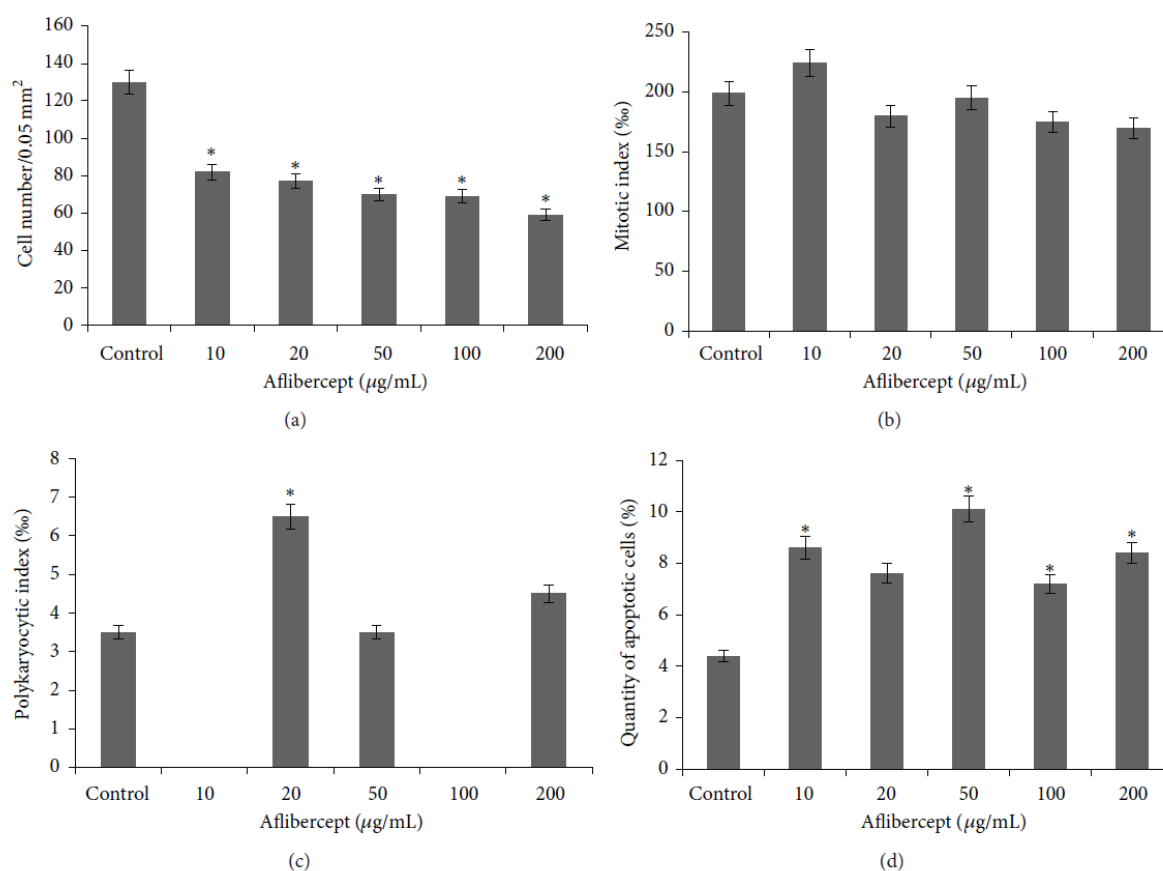 160
140
120
100
80
60
40
20
0
Cell number/0.05 mm²
* * * * *
Control 10 20 50 100 200
Aflibercept (μg/mL)
(a)
250
200
150
100
50
0
Mitotic index (‰)
Control 10 20 50 100 200
Aflibercept (μg/mL)
(b)
8
7
6
5
4
3
2
1
0
Polykaryocytic index (‰)
*
Control 10 20 50 100 200
Aflibercept (μg/mL)
(c)
12
10
8
6
4
2
0
Quantity of apoptotic cells (%)
* * * *
Control 10 20 50 100 200
Aflibercept (μg/mL)
(d)